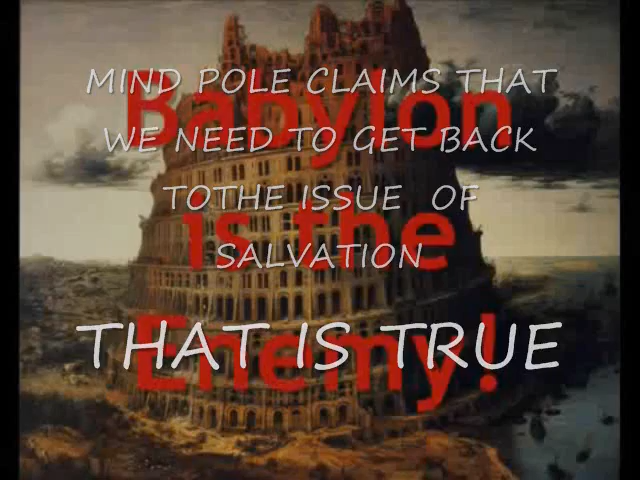 MIND POLE CLAIMS THAT
Babylon
WE NEED TO GET BACK
TOTHE ISSUE OF
is the
SALVATION
THAT IS TRUE
Enemy!